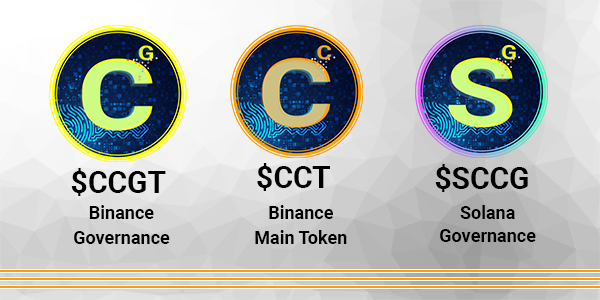 C G
C C
S G
$CCGT
Binance
Governance
$CCT
Binance
Main Token
$SCCG
Solana
Governance